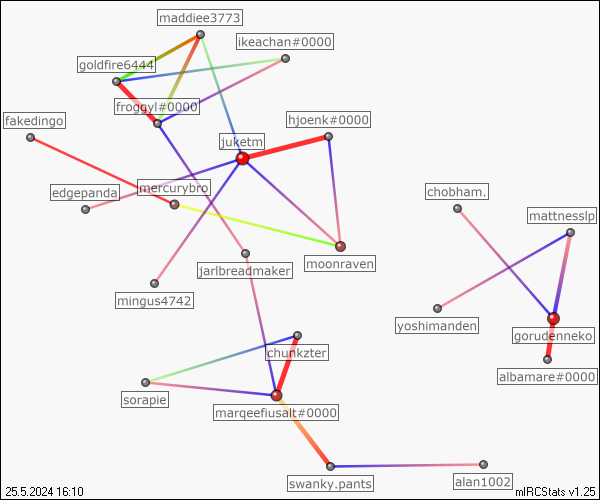 maddiee3773
ikeachan#0000
goldfire6444
froggyl#0000
fakedingo
hjoenk#0000
juketm
edgepanda
mercurybro
chobham.
mattnesslp
moonraven
jarlbreadmaker
mingus4742
yoshimanden
gorudenneko
chunkzter
albamare#0000
sorapie
marqeefiusalt#0000
swanky.pants
alan1002
25.5.2024 16:10
mIRCStats v1.25